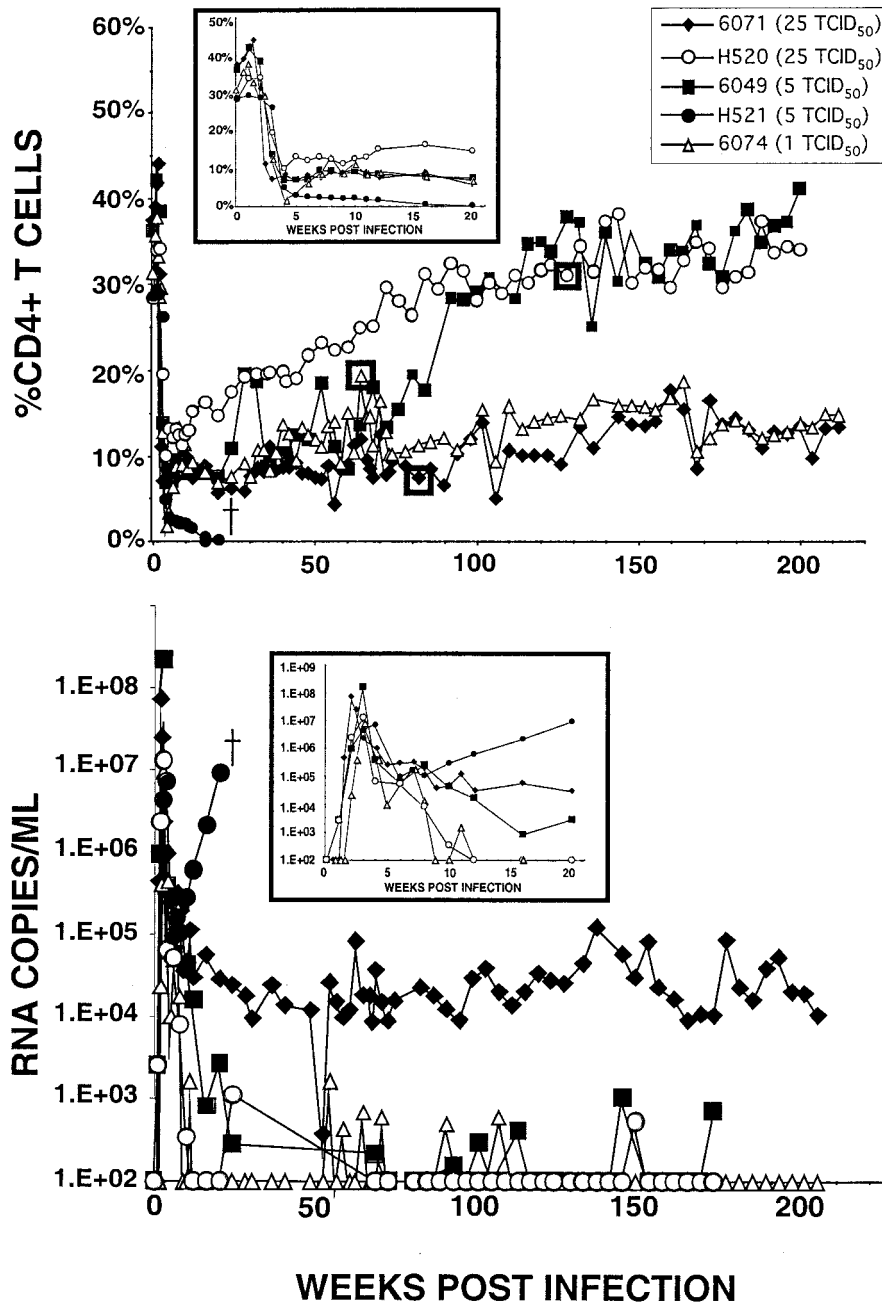 60%
50%
40%
30%
20%
10%
0%
%CD4+ T CELLS
0
50
100
150
200
50%
40%
30%
20%
10%
0%
0
5
10
15
20
WEEKS POST INFECTION
6071 (25 TCID50)
H520 (25 TCID50)
6049 (5 TCID50)
H521 (5 TCID50)
6074 (1 TCID50)
†
1.E+08
1.E+07
1.E+06
1.E+05
1.E+04
1.E+03
1.E+02
RNA COPIES/ML
†
1.E+09
1.E+08
1.E+07
1.E+06
1.E+05
1.E+04
1.E+03
1.E+02
0
5
10
15
20
WEEKS POST INFECTION
0
50
100
150
200
WEEKS POST INFECTION